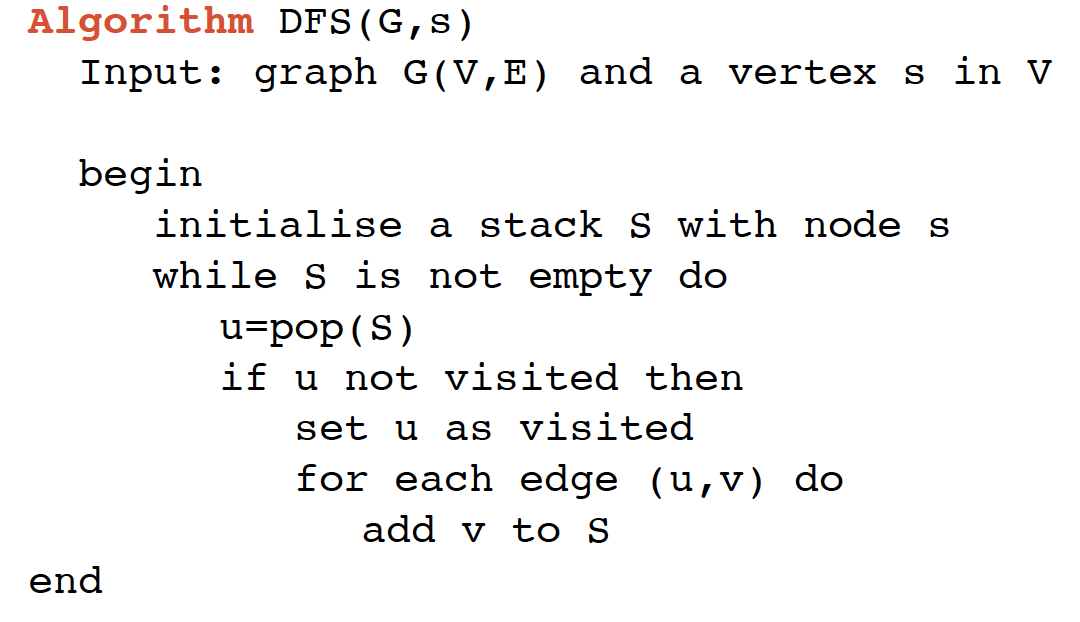 Algorithm DFS(G,s)
Input: graph G(V,E) and a vertex s in V
begin
initialise a stack S with node s
while S is not empty do
u=pop(S)
if u not visited then
set u as visited
for each edge (u,v) do
add v to S
end